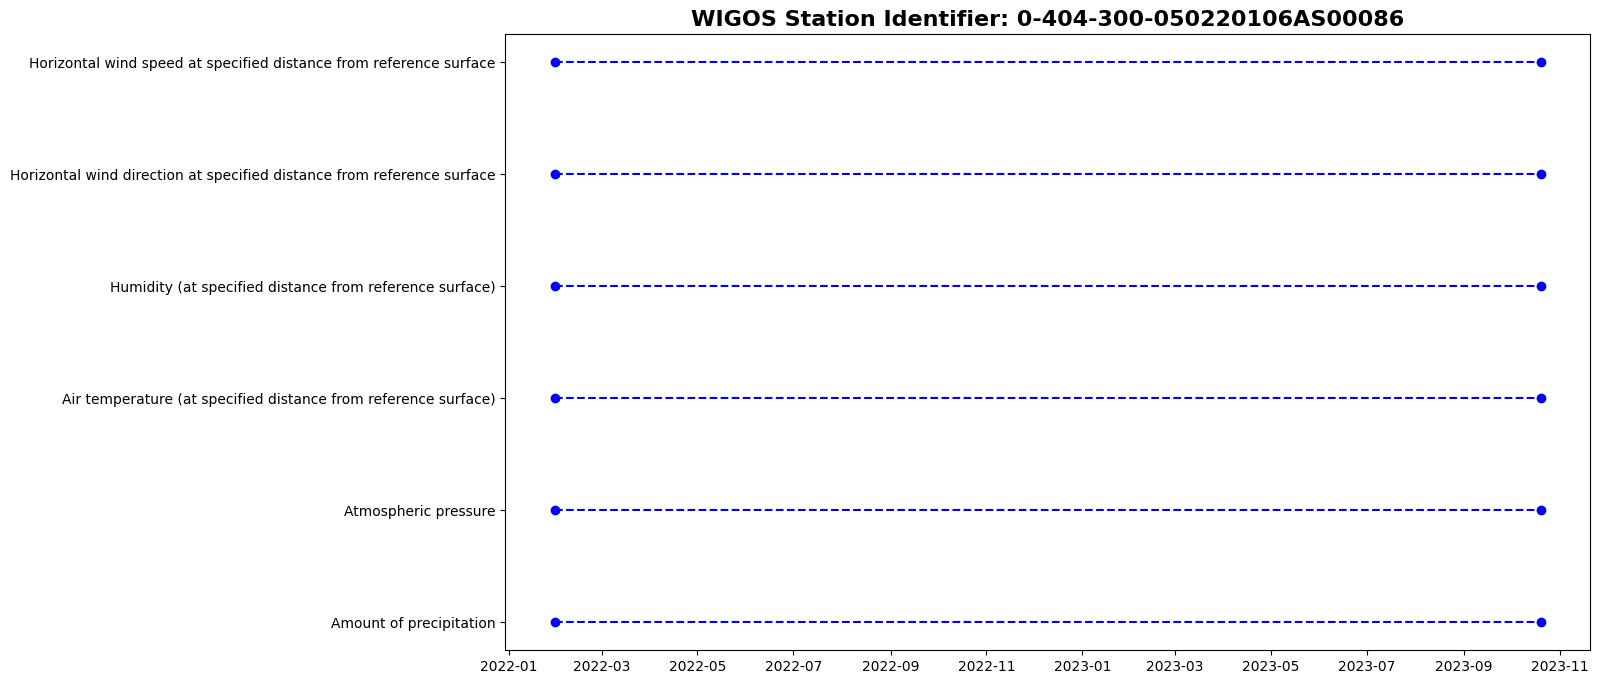 WIGOS Station Identifier: 0-404-300-050220106AS00086
Horizontal wind speed at specified distance from reference surface
Horizontal wind direction at specified distance from reference surface
Humidity (at specified distance from reference surface)
Air temperature (at specified distance from reference surface)
Atmospheric pressure
Amount of precipitation
2022-01 2022-03 2022-05 2022-07 2022-09 2022-11 2023-01 2023-03 2023-05 2023-07 2023-09 2023-11